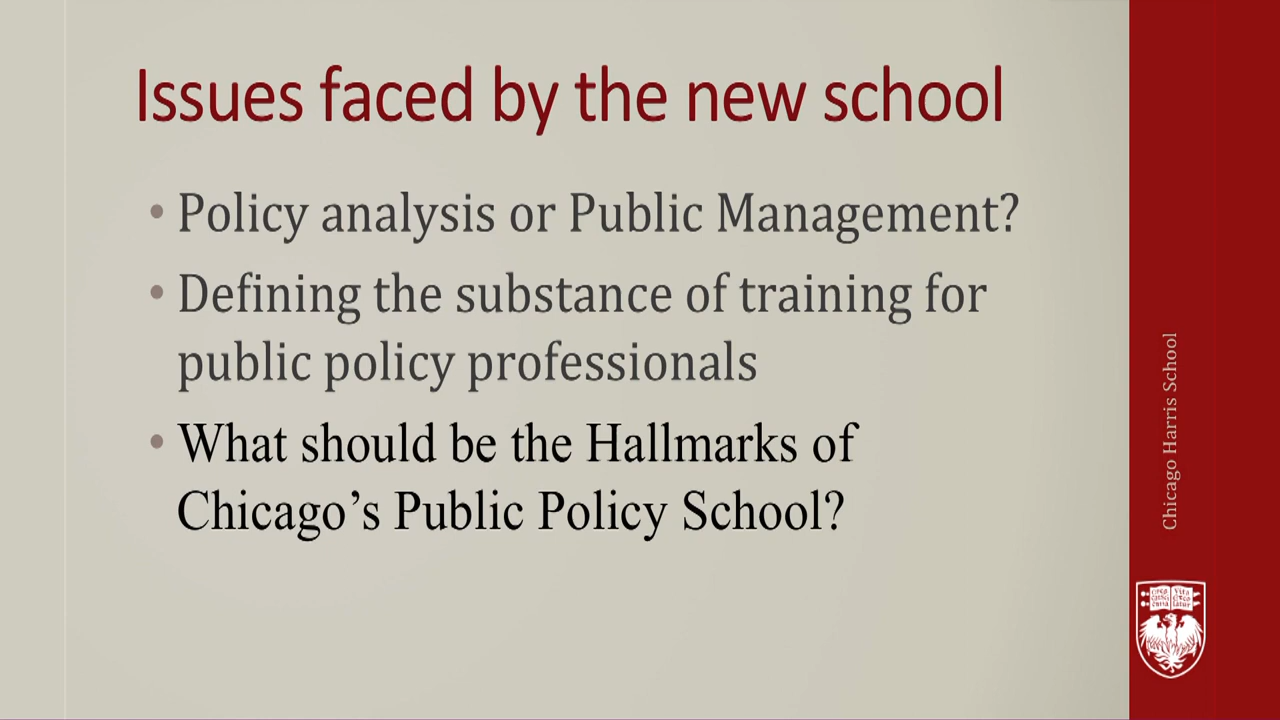 Issues faced by the new school
• Policy analysis or Public Management?
• Defining the substance of training for
public policy professionals
• What should be the Hallmarks of
Chicago’s Public Policy School?
Chicago Harris School